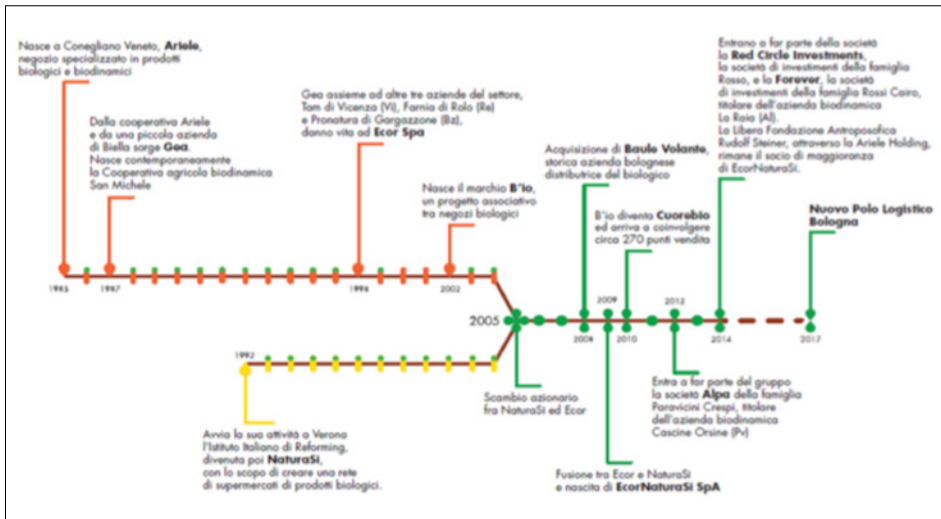 Nasce a Conegliano Veneto, Ariele,
negozio specializzato in prodotti
biologici e biodinamici
Dalla cooperativa Ariele
e da una piccola azienda
di Biella sorge Gea.
Nasce contemporaneamente
la Cooperativa agricola biodinamica
San Michele
Gea assieme ad altre tre aziende del settore,
Tam di Vicenza (Vi), Farnia di Rolo (Re)
e Pronatura di Gargazzone (Bz),
danno vita ad Ecor Spa
Nasce il marchio B'io,
un progetto associativo
tra negozi biologici
Acquisizione di Baule Volante,
storica azienda bolognese
distributrice del biologico
B'io diventa Cuorebio
ed arriva a coinvolgere
circa 270 punti vendita
Entrano a far parte della società
la Red Circle Investments,
la società di investimenti della famiglia
Rosso, e la Forever, la società
di investimenti della famiglia Rossi Cairo,
titolare dell'azienda biodinamica
La Raia (Al).
La Libera Fondazione Antroposofica
Rudolf Steiner, attraverso la Ariele Holding,
rimane il socio di maggioranza
di EcorNaturaSì.
Nuovo Polo Logistico
Bologna
1985
1987
1998
2002
2005
2009
2012
2010
2014
2017
1992
Scambio azionario
fra NaturaSì ed Ecor
Entra a far parte del gruppo
la società Alpa della famiglia
Paravicini Crespi, titolare
dell'azienda biodinamica
Cascine Orsine (Pv)
Avvia la sua attività a Verona
l'Istituto Italiano di Reforming,
divenuta poi NaturaSì,
con lo scopo di creare una rete
di supermercati di prodotti biologici.
Fusione tra Ecor e NaturaSì
e nascita di EcorNaturaSì SpA